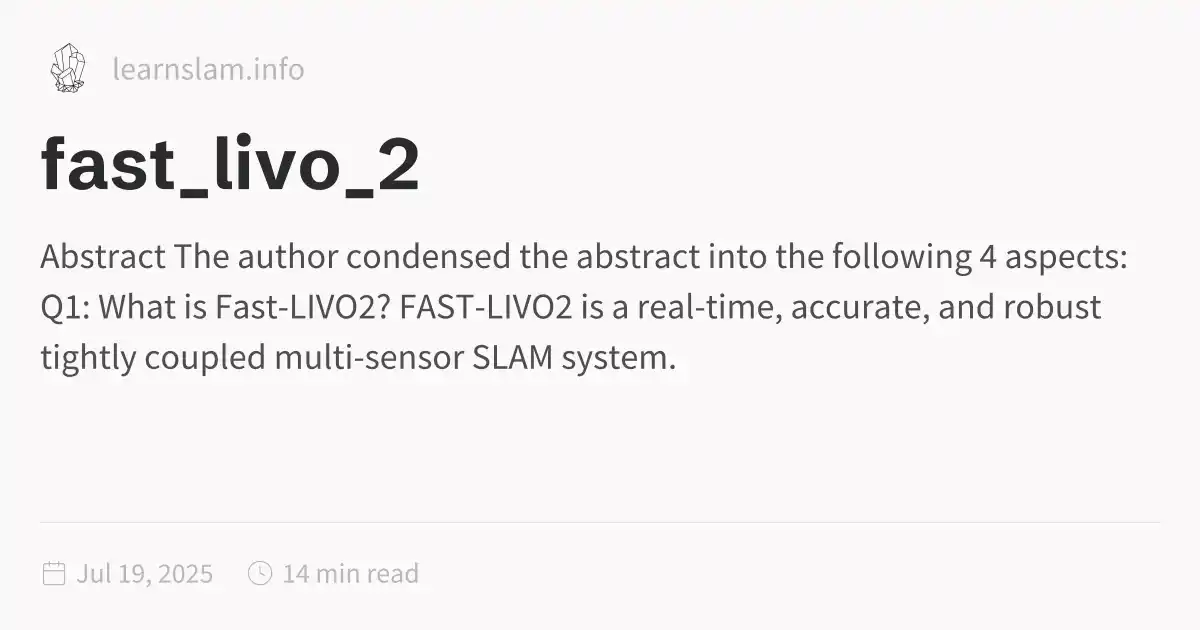 learnslam.info
fast_livo_2
Abstract The author condensed the abstract into the following 4 aspects:
Q1: What is Fast-LIVO2? FAST-LIVO2 is a real-time, accurate, and robust
tightly coupled multi-sensor SLAM system.
Jul 19, 2025 14 min read